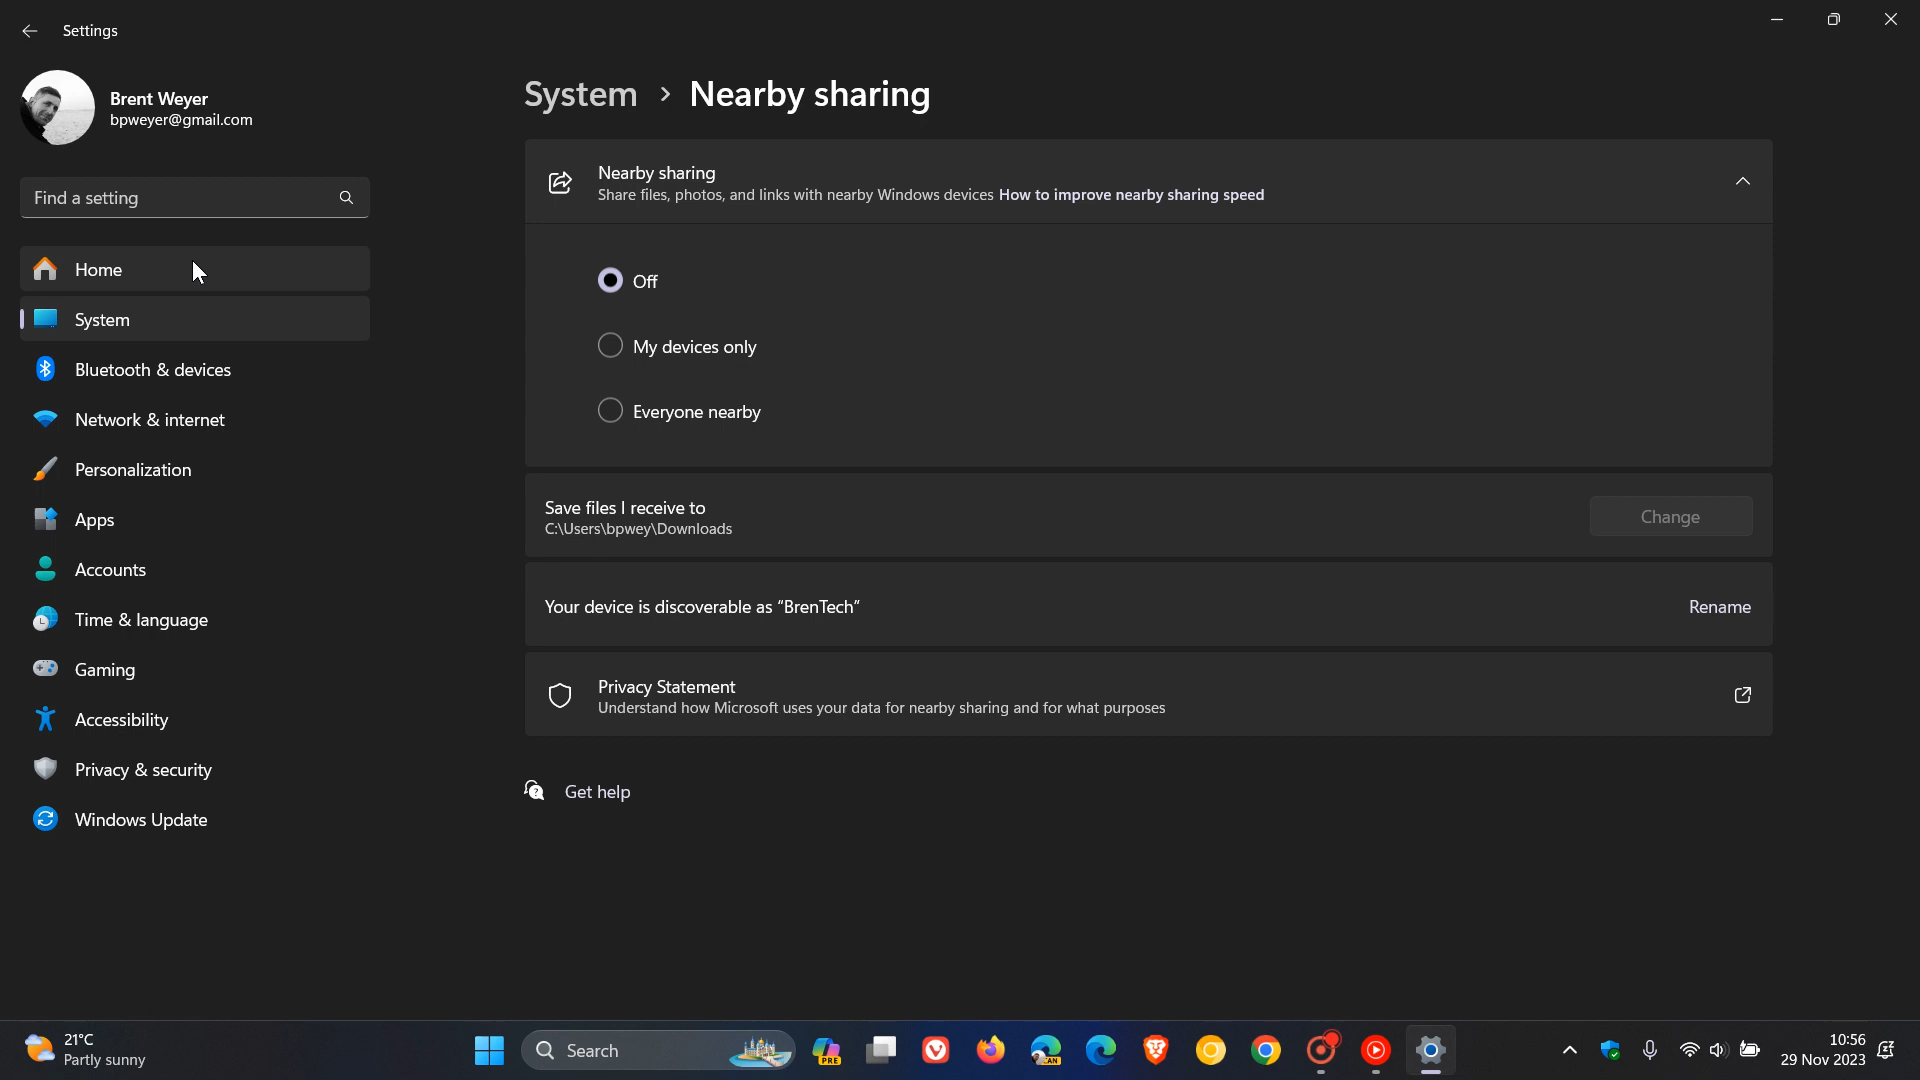 Settings
Brent Weyer
bpweyer@gmail.com
Find a setting
Home
System
Bluetooth & devices
Network & internet
Personalization
Apps
Accounts
Time & language
Gaming
Accessibility
Privacy & security
Windows Update
System > Nearby sharing
Nearby sharing
Share files, photos, and links with nearby Windows devices How to improve nearby sharing speed
Off
My devices only
Everyone nearby
Save files I receive to
C:\Users\bpwey\Downloads
Change
Your device is discoverable as “BrenTech”
Rename
Privacy Statement
Understand how Microsoft uses your data for nearby sharing and for what purposes
Get help
21°C
Partly sunny
Search
PRE
CAN
10:56
29 Nov 2023